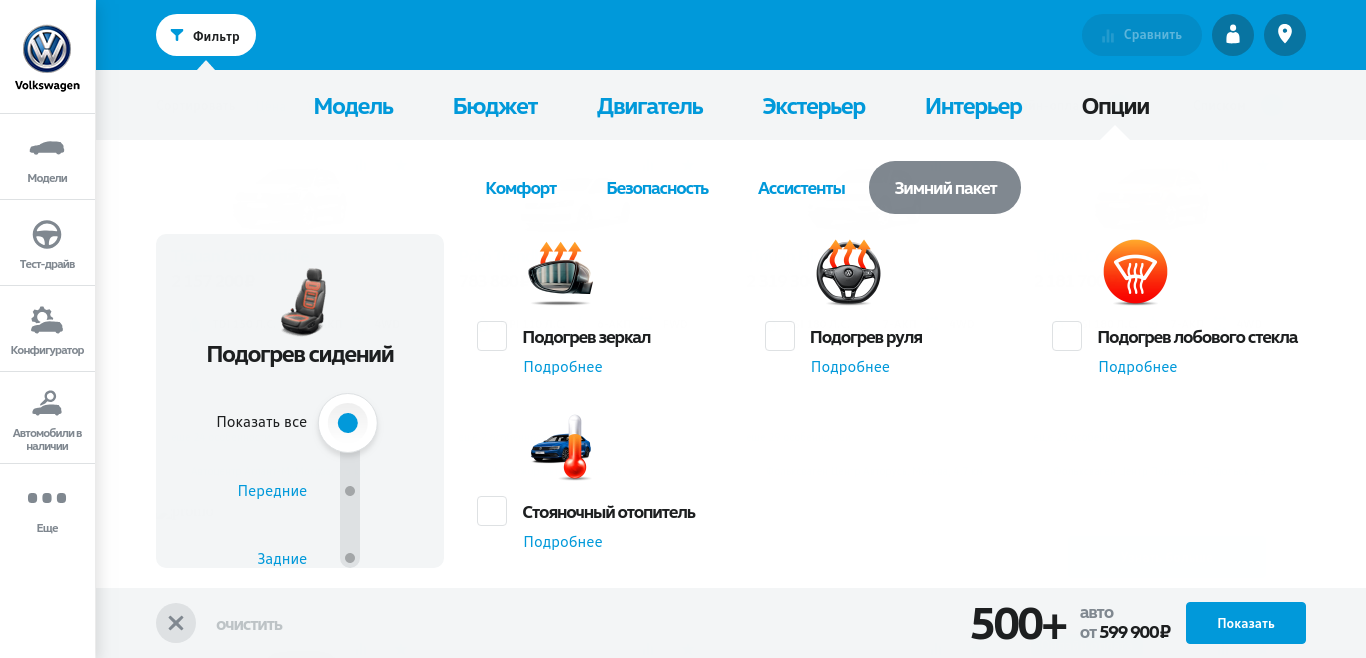 Volkswagen
Модели
Тест-драйв
Конфигуратор
Автомобили в
наличии
Еще
Фильтр
Сравнить
Модель Бюджет Двигатель Экстерьер Интерьер Опции
Комфорт Безопасность Ассистенты Зимний пакет
Подогрев сидений
Показать все
Передние
Задние
Подогрев зеркал
Подробнее
Подогрев руля
Подробнее
Подогрев лобового стекла
Подробнее
Стояночный отопитель
Подробнее
очистить
500+
авто
от 599 900₽
Показать